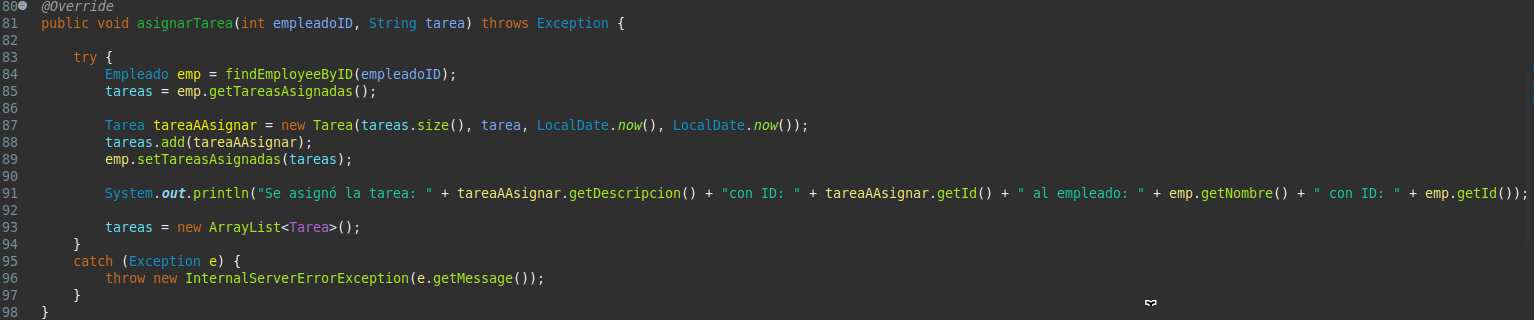 80 @Override
81 public void asignarTarea(int empleadoID, String tarea) throws Exception {
82
83 try {
84 Empleado emp = findEmployeeByID(empleadoID);
85 tareas = emp.getTareasAsignadas();
86
87 Tarea tareaAAsignar = new Tarea(tareas.size(), tarea, LocalDate.now(), LocalDate.now());
88 tareas.add(tareaAAsignar);
89 emp.setTareasAsignadas(tareas);
90
91 System.out.println("Se asignó la tarea: " + tareaAAsignar.getDescripcion() + "con ID: " + tareaAAsignar.getId() + " al empleado: " + emp.getNombre() + " con ID: " + emp.getId());
92
93 tareas = new ArrayList<Tarea>();
94 }
95 catch (Exception e) {
96 throw new InternalServerErrorException(e.getMessage());
97 }
98 }